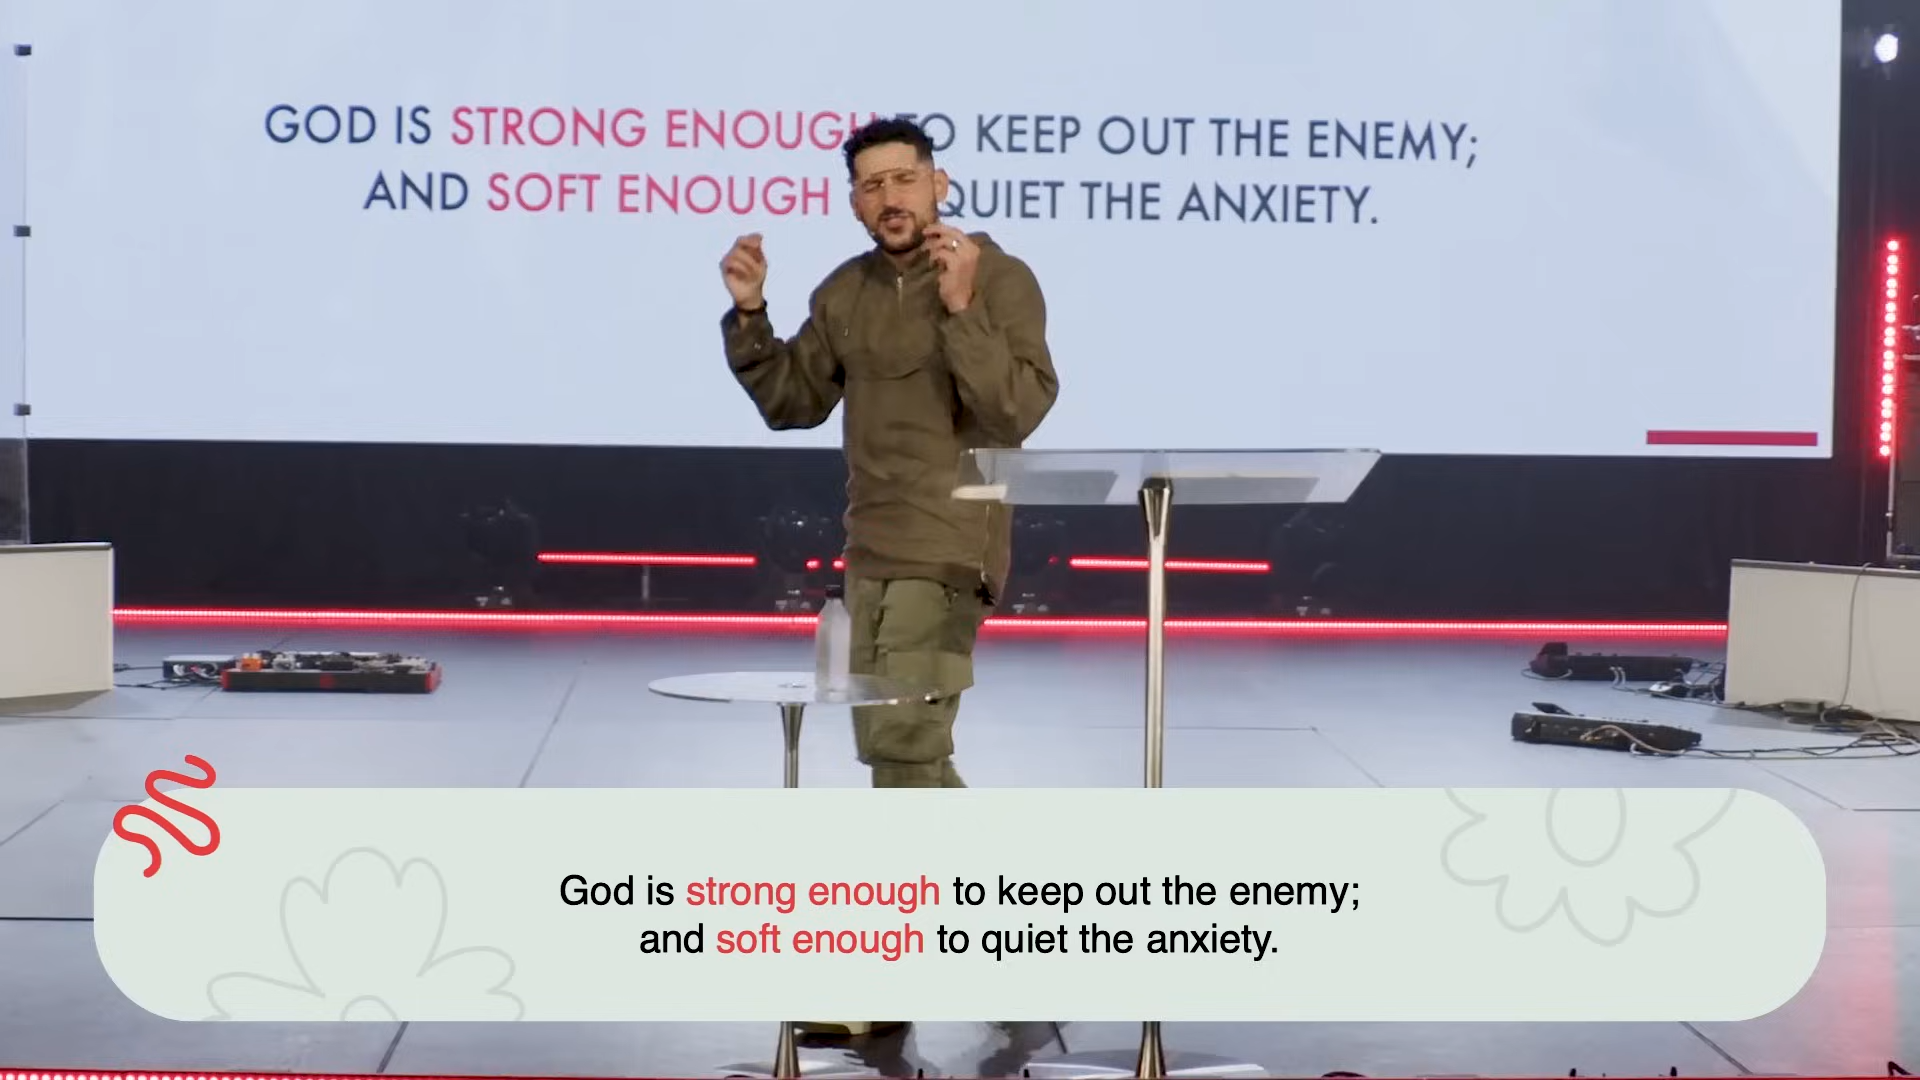 GOD IS STRONG ENOUGH TO KEEP OUT THE ENEMY;
AND SOFT ENOUGH QUIET THE ANXIETY.
God is strong enough to keep out the enemy;
and soft enough to quiet the anxiety.